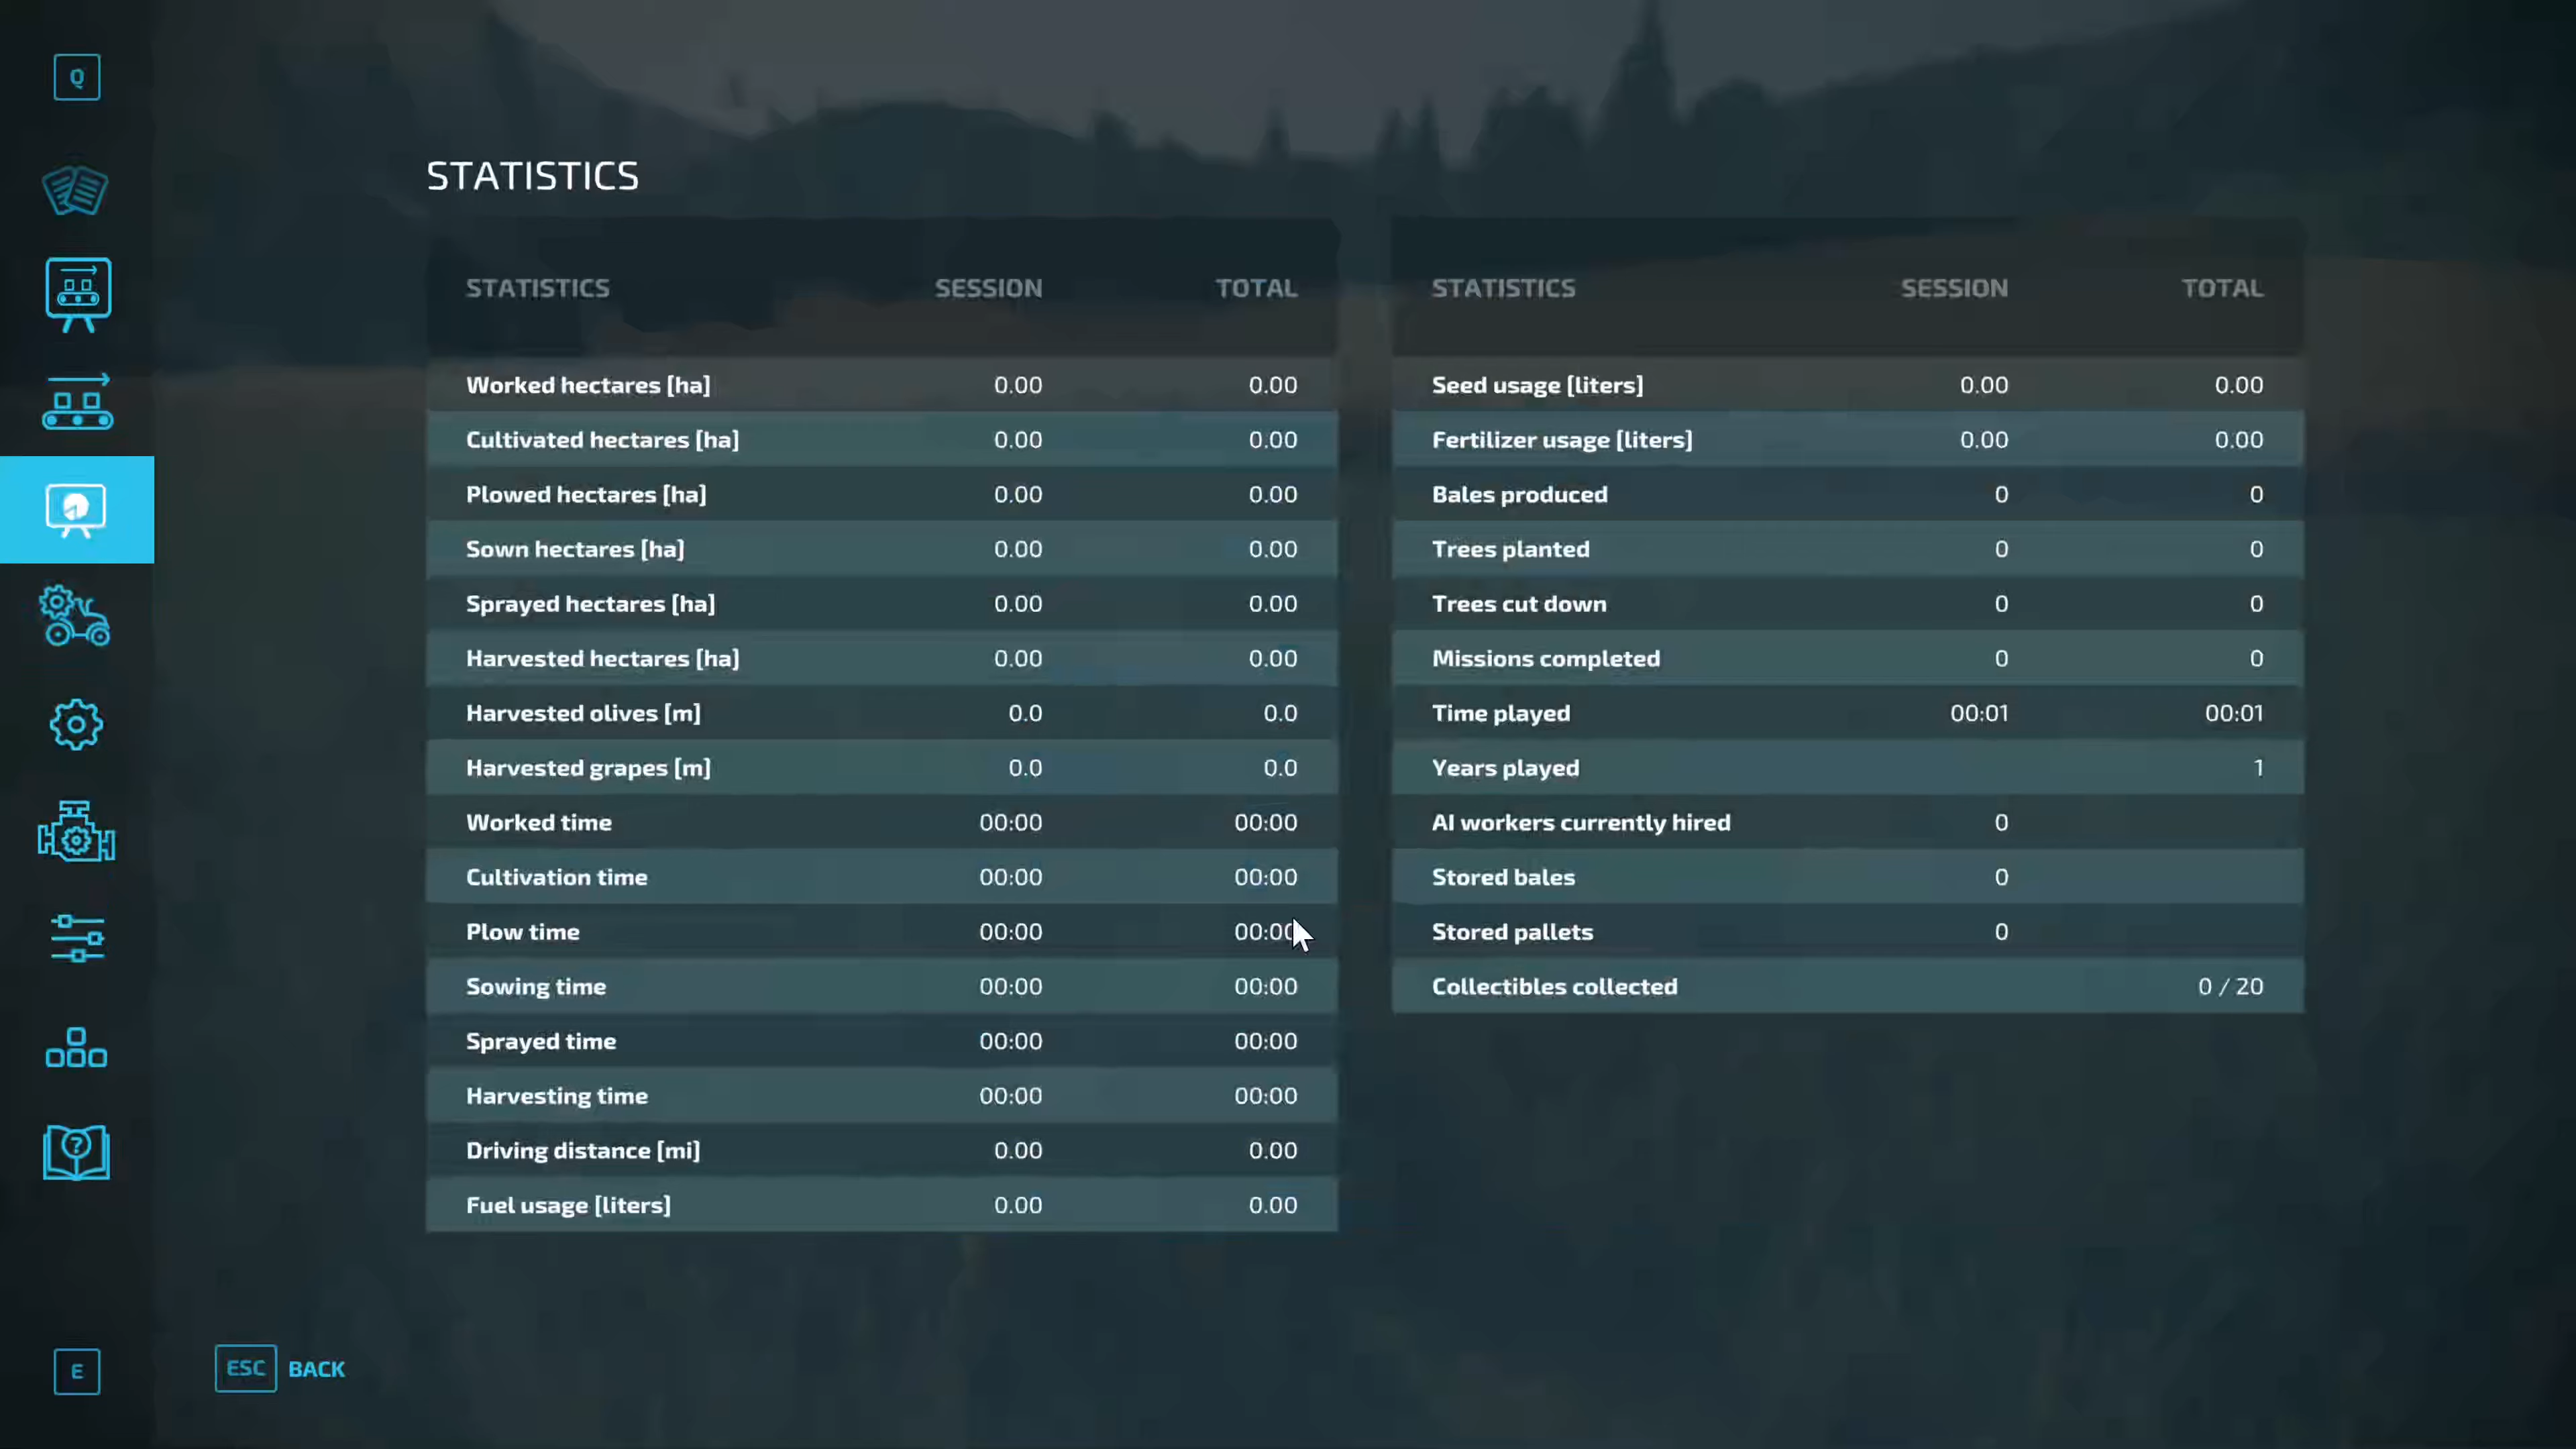 Q
STATISTICS
STATISTICS SESSION TOTAL
Worked hectares [ha] 0.00 0.00
Cultivated hectares [ha] 0.00 0.00
Plowed hectares [ha] 0.00 0.00
Sown hectares [ha] 0.00 0.00
Sprayed hectares [ha] 0.00 0.00
Harvested hectares [ha] 0.00 0.00
Harvested olives [m] 0.0 0.0
Harvested grapes [m] 0.0 0.0
Worked time 00:00 00:00
Cultivation time 00:00 00:00
Plow time 00:00 00:00
Sowing time 00:00 00:00
Sprayed time 00:00 00:00
Harvesting time 00:00 00:00
Driving distance [mi] 0.00 0.00
Fuel usage [liters] 0.00 0.00
STATISTICS SESSION TOTAL
Seed usage [liters] 0.00 0.00
Fertilizer usage [liters] 0.00 0.00
Bales produced 0 0
Trees planted 0 0
Trees cut down 0 0
Missions completed 0 0
Time played 00:01 00:01
Years played 1
AI workers currently hired 0
Stored bales 0
Stored pallets 0
Collectibles collected 0 / 20
E
ESC BACK